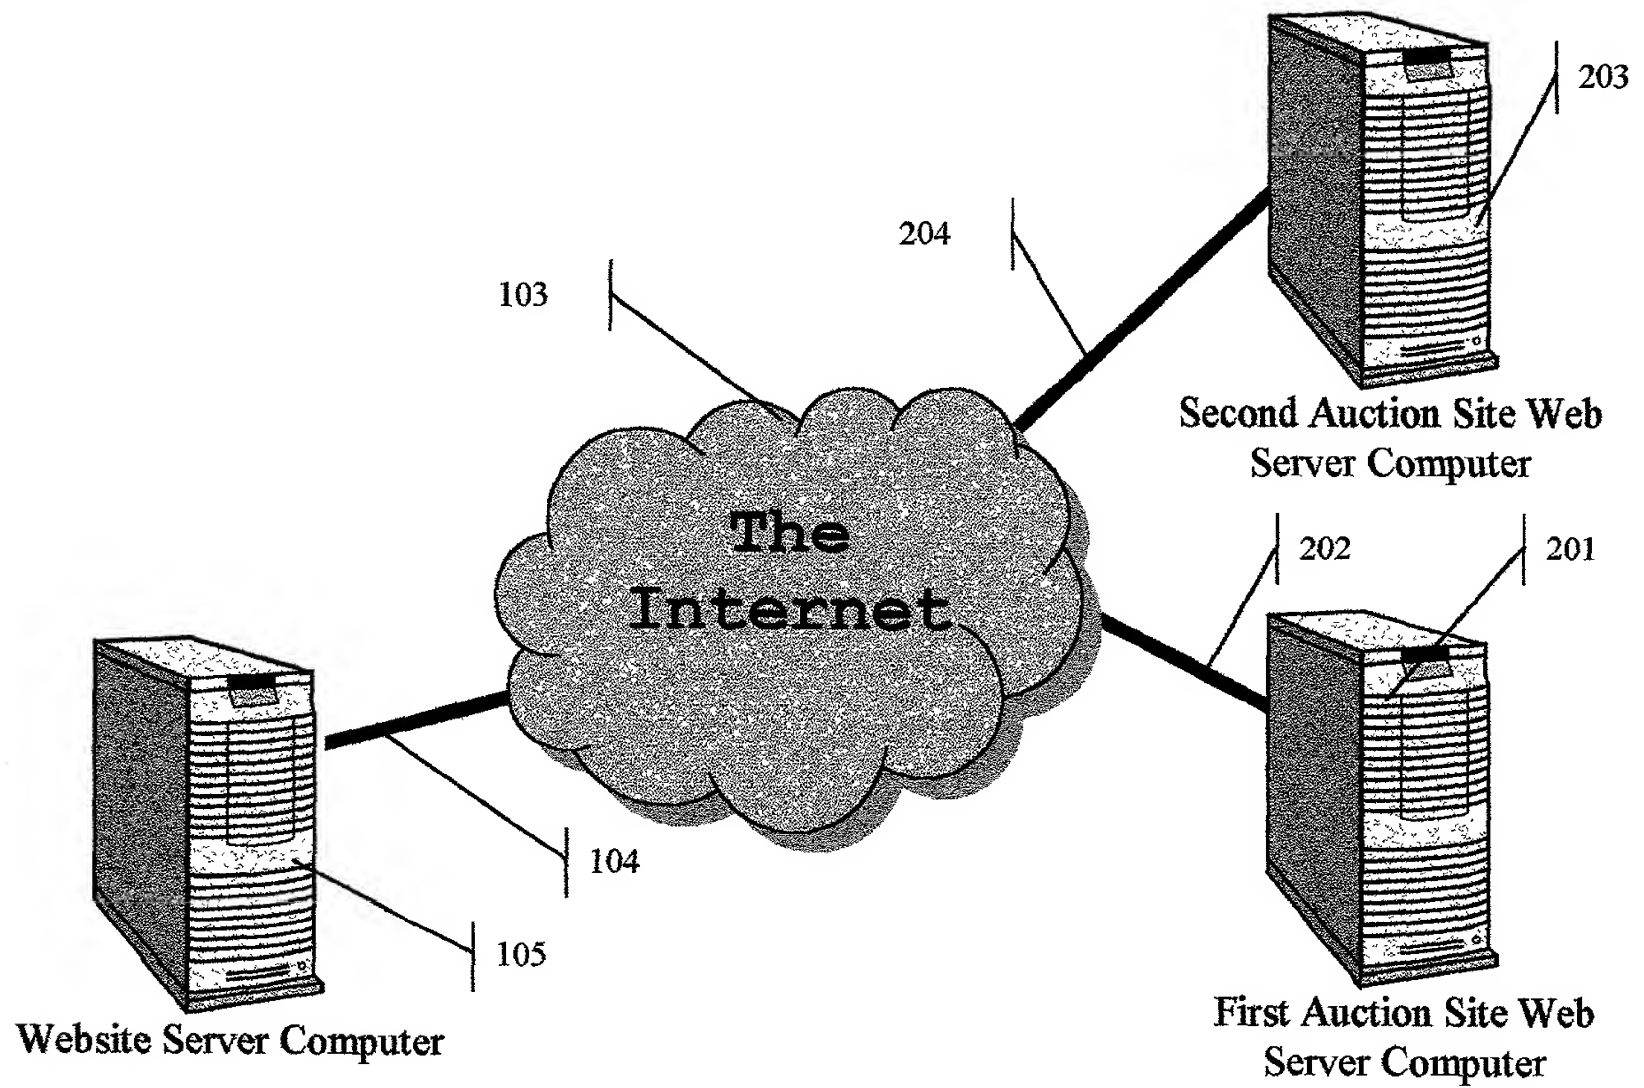 203
204
103
Second Auction Site Web
Server Computer
The
Internet
202
201
104
105
Website Server Computer
First Auction Site Web
Server Computer